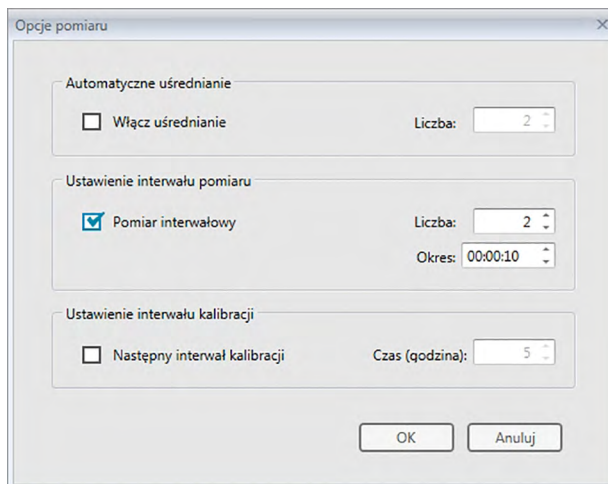 Opcje pomiaru
Automatyczne uśrednianie
Włącz uśrednianie Liczba: 2
Ustawienie interwału pomiaru
Pomiar interwałowy Liczba: 2
Okres: 00:00:10
Ustawienie interwału kalibracji
Następny interwał kalibracji Czas (godzina): 5
OK Anuluj